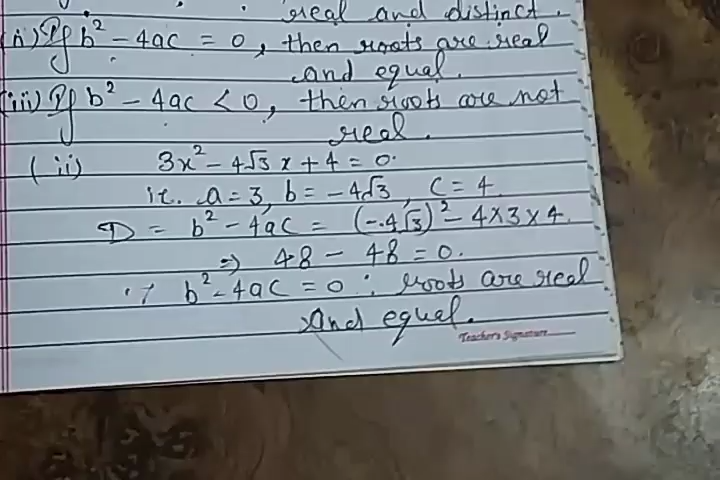 real and distinct.
(ii) If b² - 4ac = 0, then roots are real
and equal.
(iii) If b² - 4ac < 0, then roots are not
real.
(ii) 3x² - 4√3 x + 4 = 0.
ie. a = 3, b = -4√3, c = 4
D = b² - 4ac = (-4√3)² - 4×3×4.
⇒ 48 - 48 = 0.
∵ b² - 4ac = 0 ∴ roots are real
And equal.
Teacher's Signature